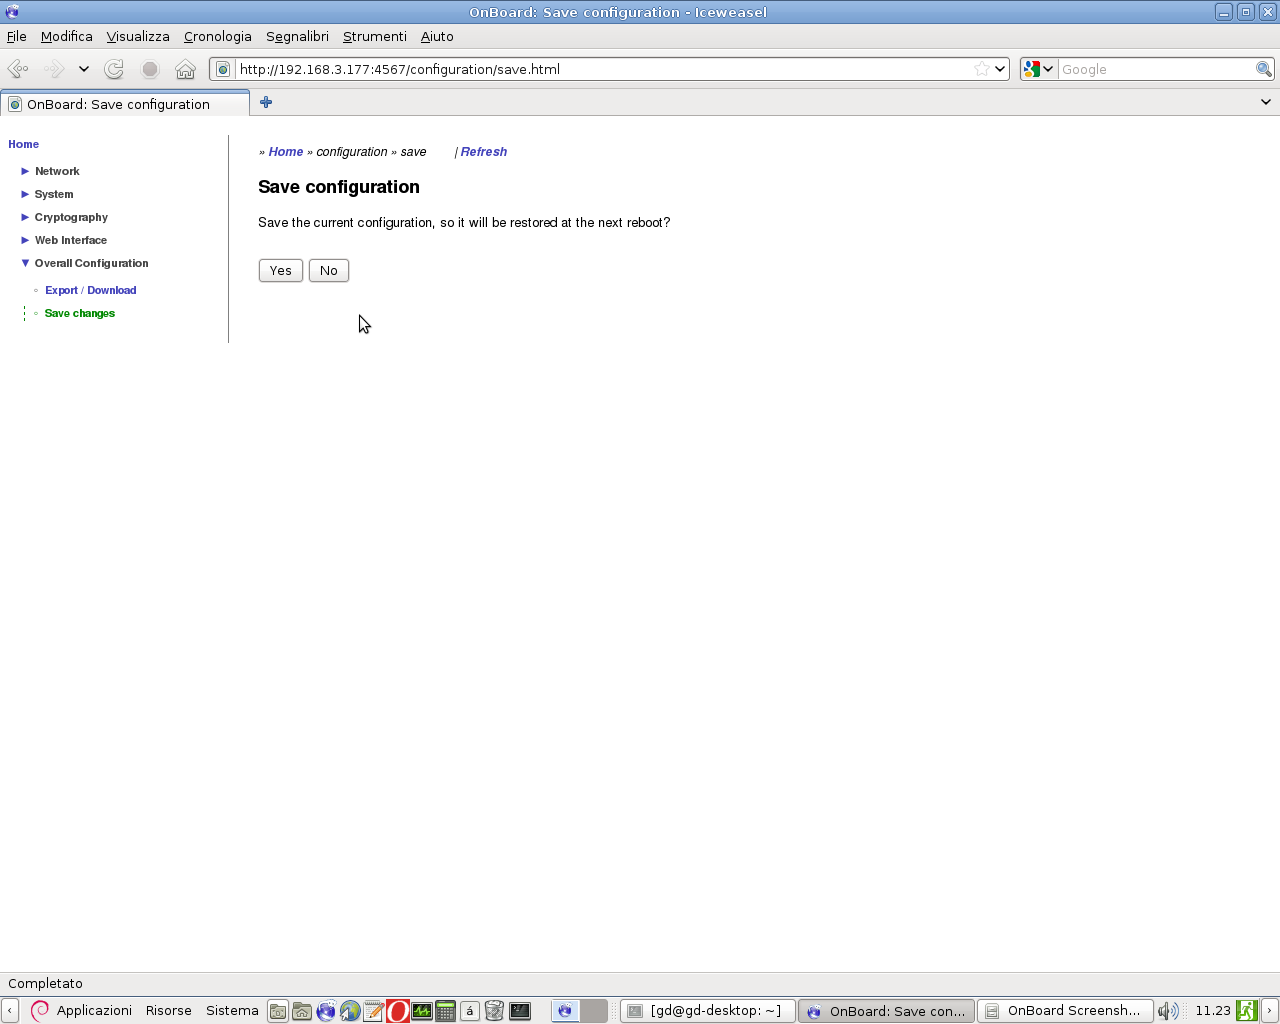 OnBoard: Save configuration - Iceweasel
File Modifica Visualizza Cronologia Segnalibri Strumenti Aiuto
http://192.168.3.177:4567/configuration/save.html
Google
OnBoard: Save configuration
Home
Network
System
Cryptography
Web Interface
Overall Configuration
Export / Download
Save changes
» Home » configuration » save | Refresh
Save configuration
Save the current configuration, so it will be restored at the next reboot?
Yes No
Completato
Applicazioni Risorse Sistema á [gd@gd-desktop: ~] OnBoard: Save con... OnBoard Screensh... 11.23